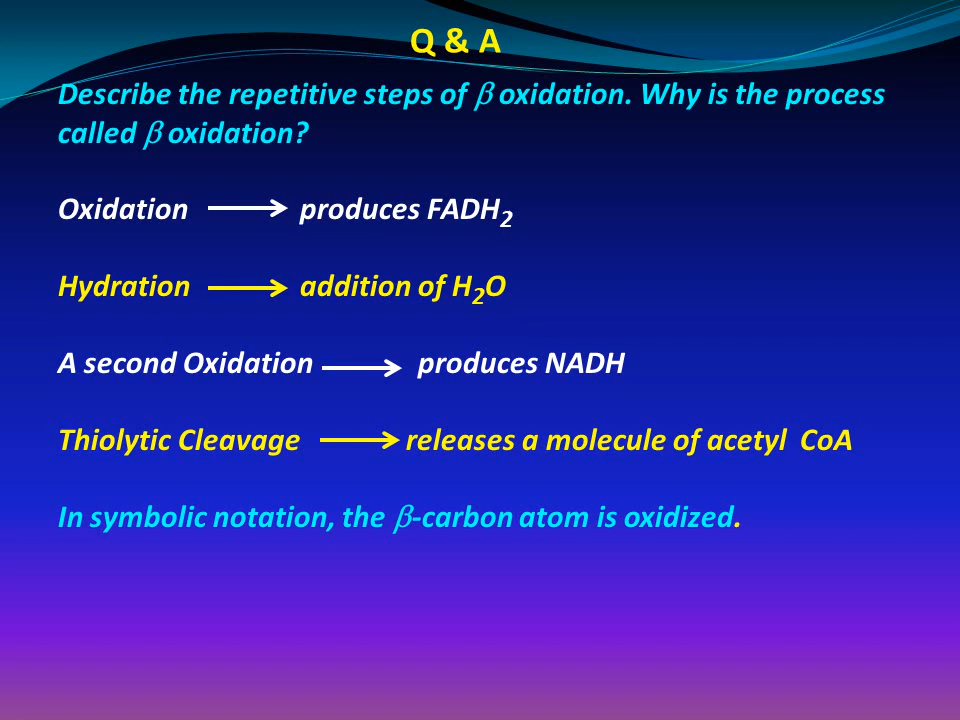 Q & A
Describe the repetitive steps of β oxidation. Why is the process
called β oxidation?
Oxidation → produces FADH₂
Hydration → addition of H₂O
A second Oxidation → produces NADH
Thiolytic Cleavage → releases a molecule of acetyl CoA
In symbolic notation, the β-carbon atom is oxidized.